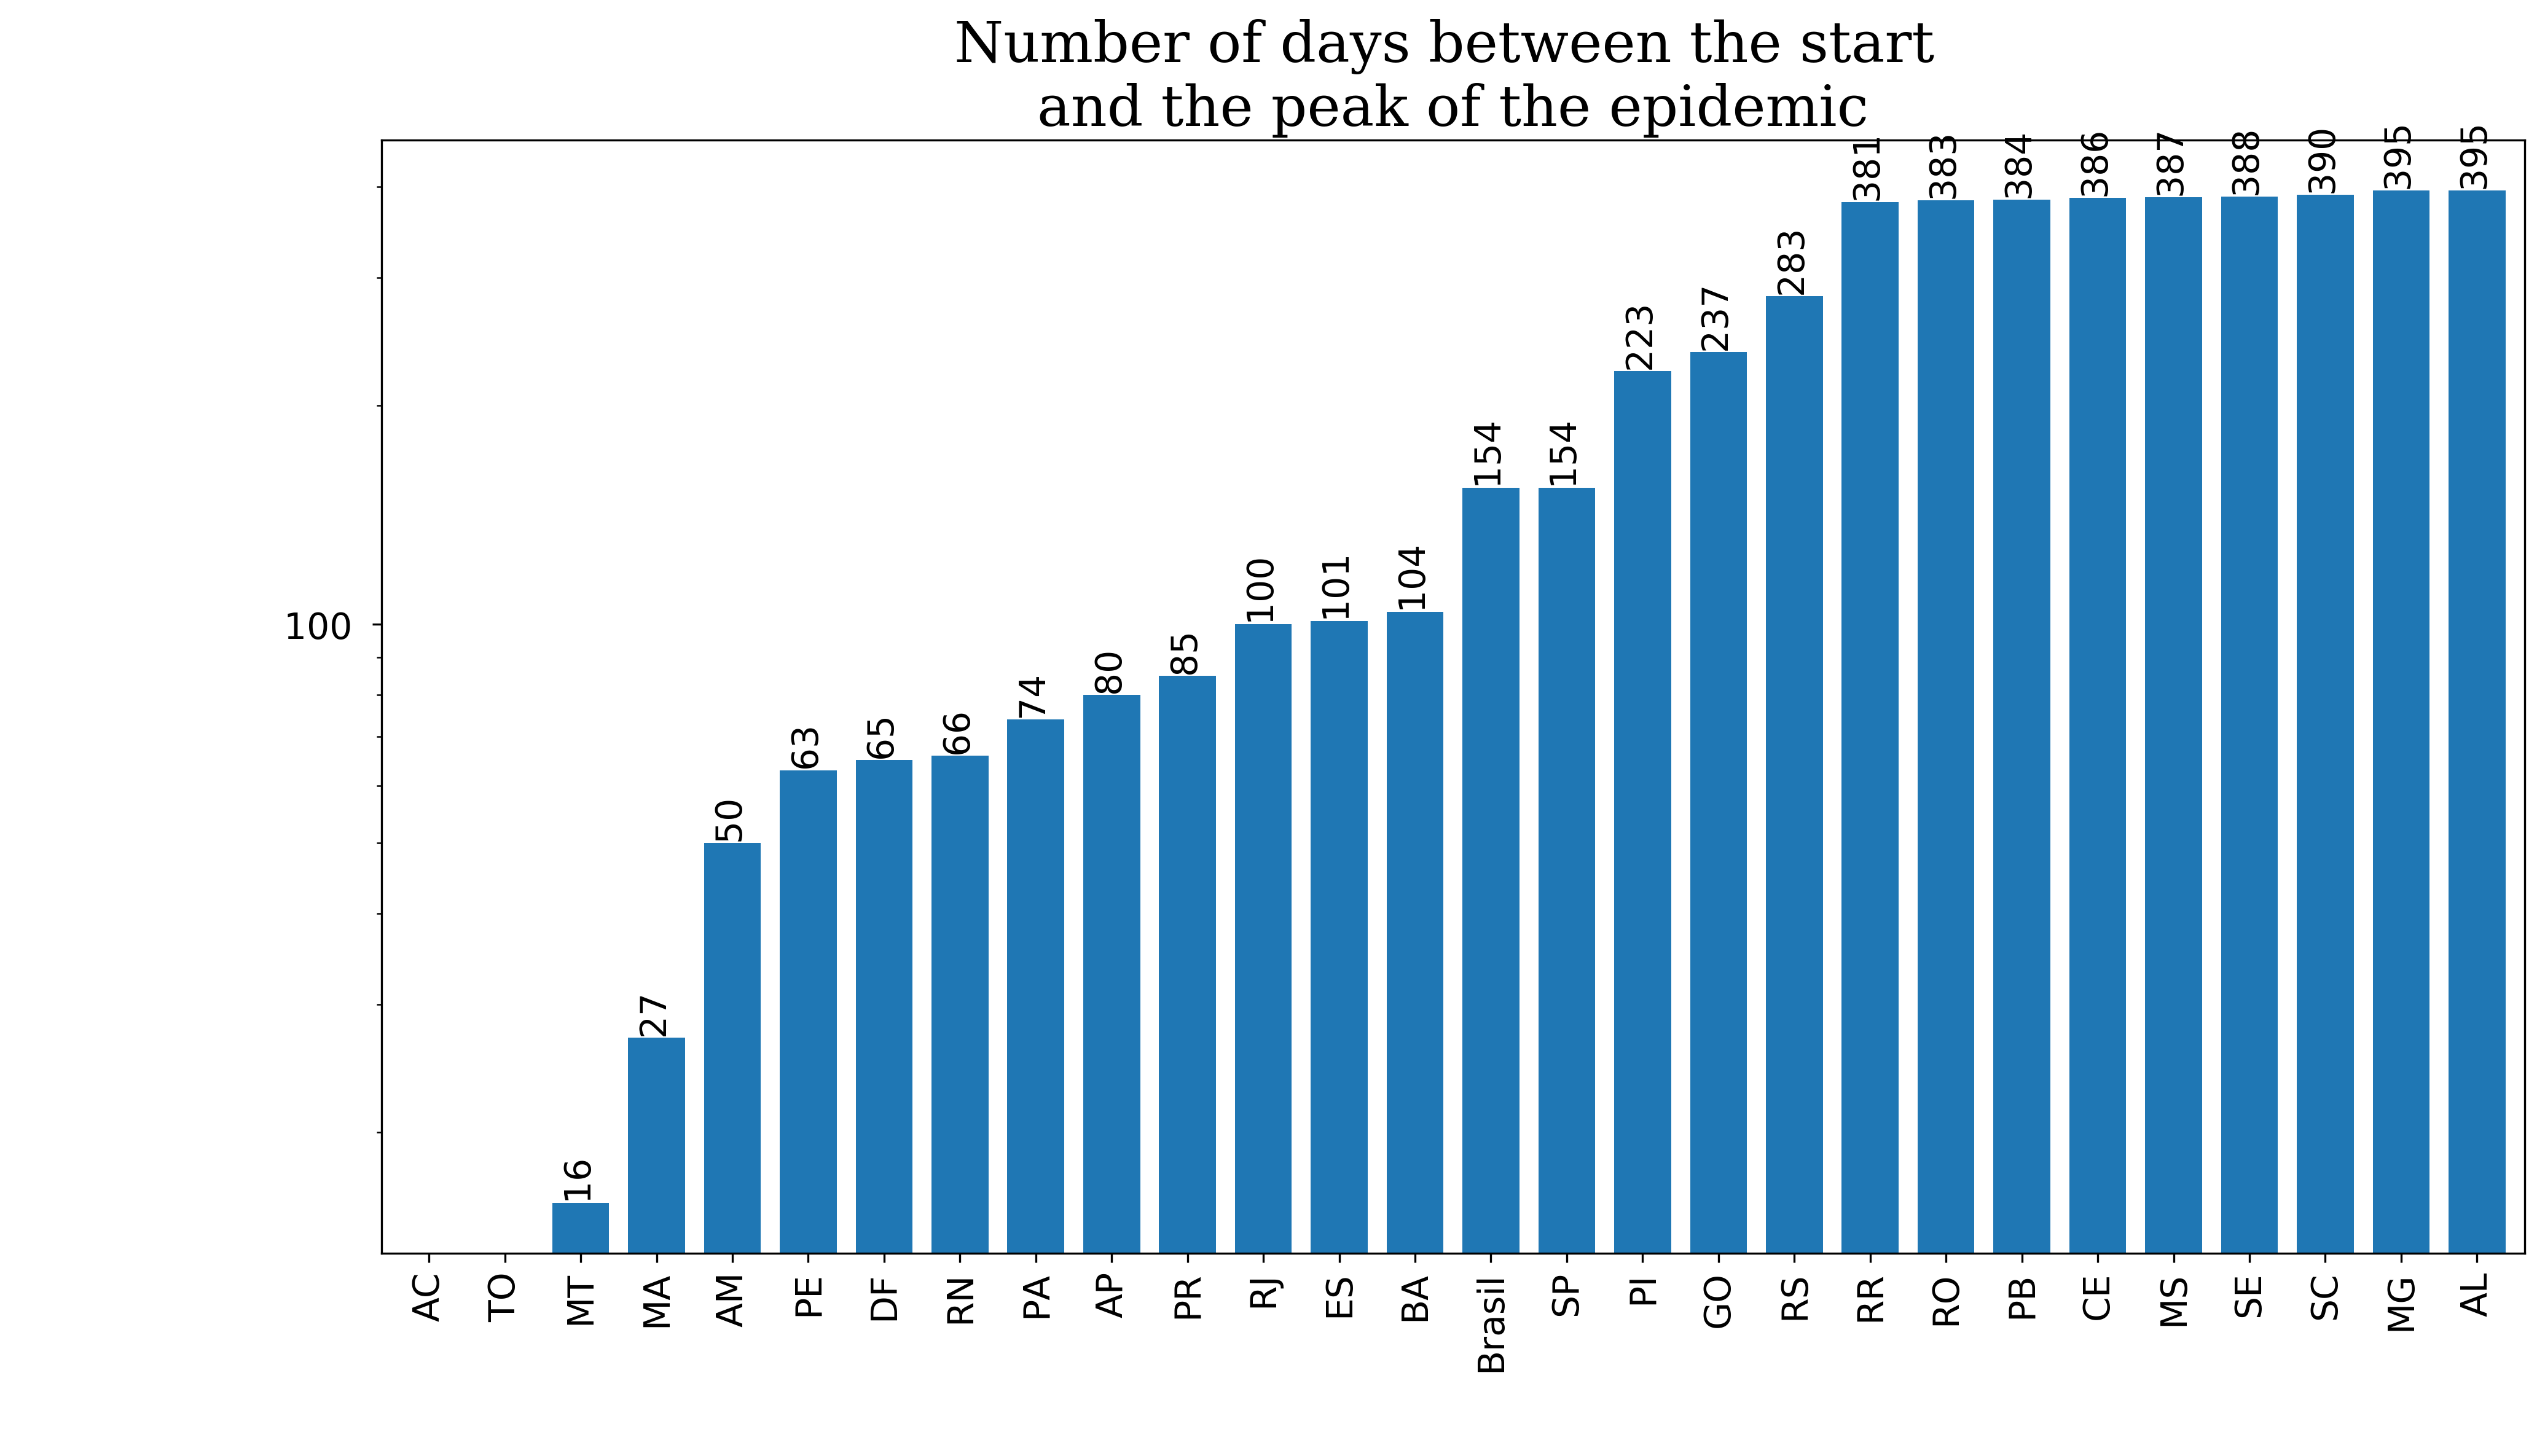 Number of days between the start
and the peak of the epidemic
100
16
27
50
63
65
66
74
80
85
100
101
104
154
154
223
237
283
381
383
384
386
387
388
390
395
395
AC
TO
MT
MA
AM
PE
DF
RN
PA
AP
PR
RJ
ES
BA
Brasil
SP
PI
GO
RS
RR
RO
PB
CE
MS
SE
SC
MG
AL